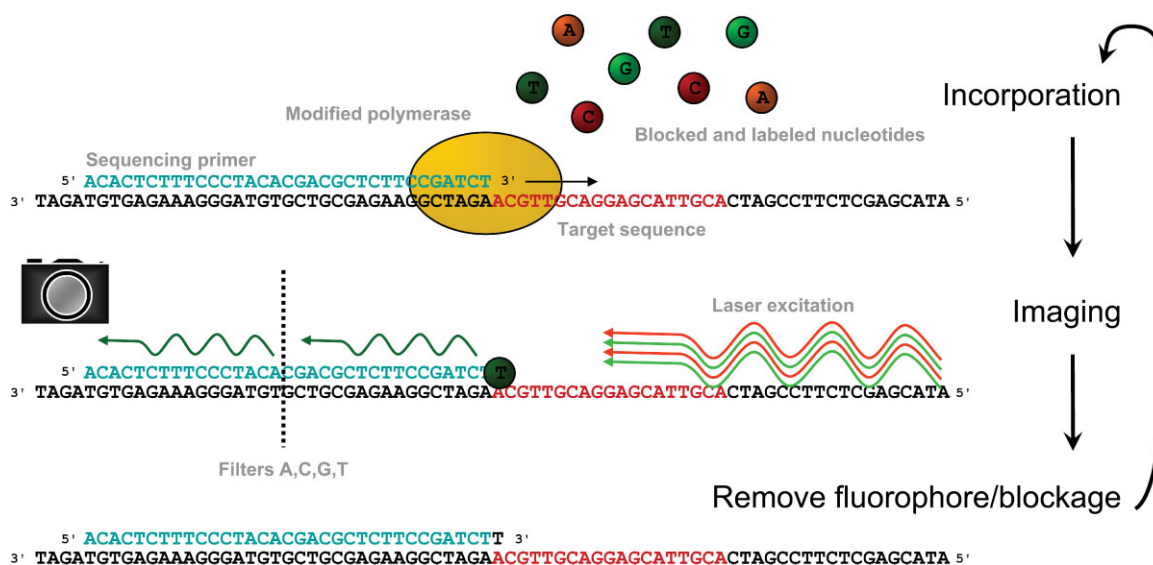 A T G
T G C A
C
Incorporation
Modified polymerase
Blocked and labeled nucleotides
Sequencing primer
5' ACACTCTTTCCCTACACGACGCTCTTCCGATCT 3'
3' TAGATGTGAGAAAGGGATGTGCTGCGAGAAGGCTAGAACGTTGCAGGAGCATTGCACTAGCCTTCTCGAGCATA 5'
Target sequence
Laser excitation
Imaging
5' ACACTCTTTCCCTACACGACGCTCTTCCGATCT T
3' TAGATGTGAGAAAGGGATGTGCTGCGAGAAGGCTAGAACGTTGCAGGAGCATTGCACTAGCCTTCTCGAGCATA 5'
Filters A,C,G,T
Remove fluorophore/blockage
5' ACACTCTTTCCCTACACGACGCTCTTCCGATCTT 3'
3' TAGATGTGAGAAAGGGATGTGCTGCGAGAAGGCTAGAACGTTGCAGGAGCATTGCACTAGCCTTCTCGAGCATA 5'